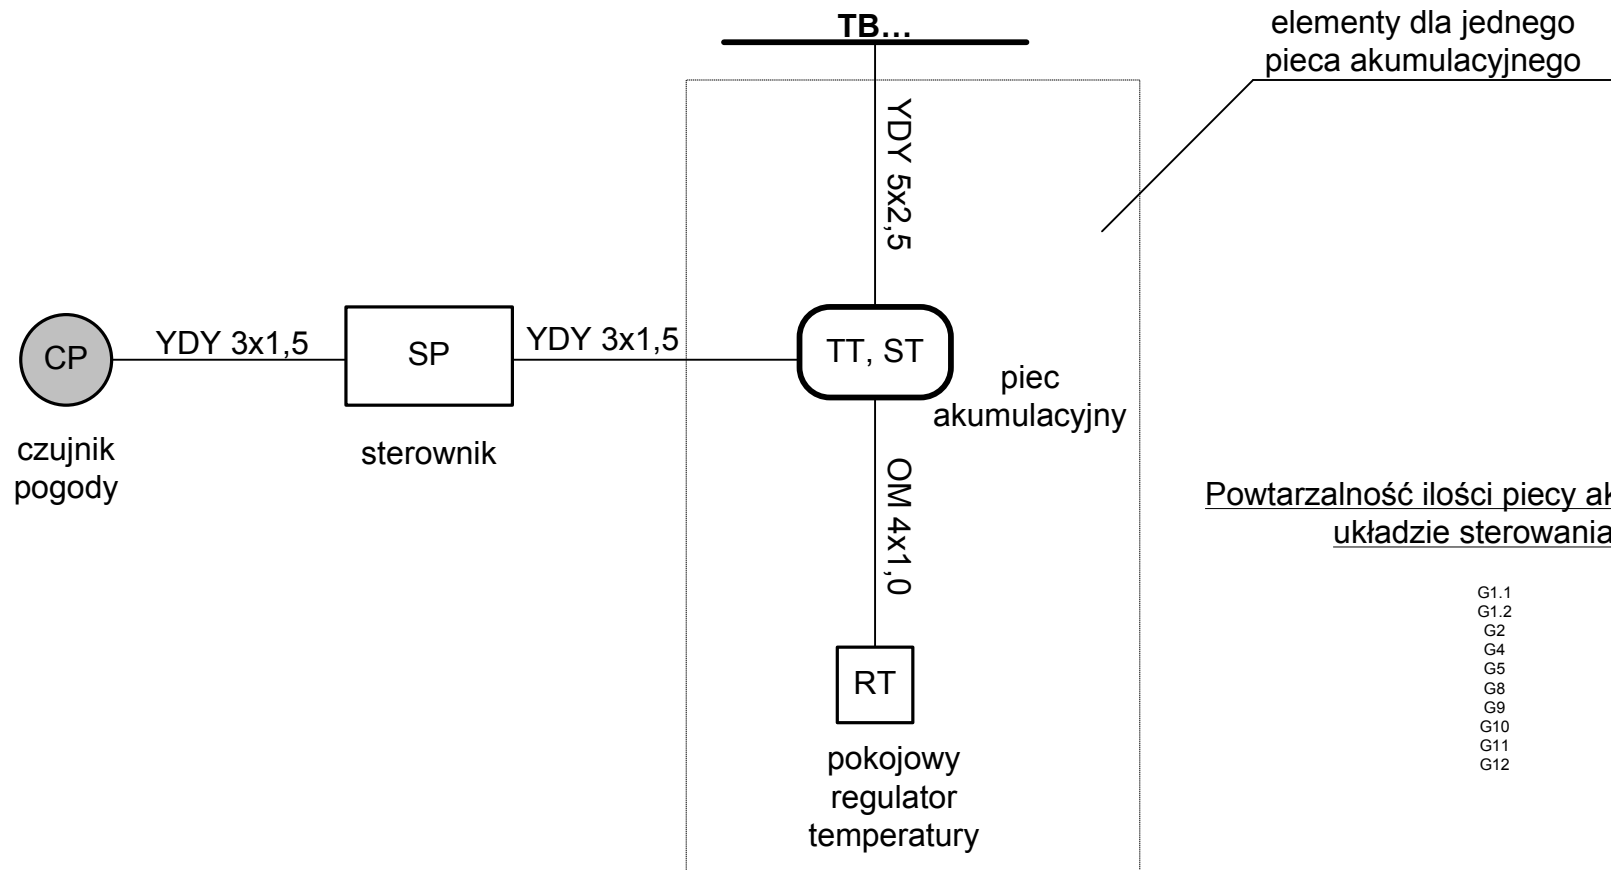 TB...
elementy dla jednego
pieca akumulacyjnego
YDY 5x2,5
CP
YDY 3x1,5
SP
YDY 3x1,5
TT, ST
piec
akumulacyjny
czujnik
pogody
sterownik
OM 4x1,0
Powtarzalność ilości piecy
układzie sterowania
G1.1
G1.2
G2
G4
G5
G8
G9
G10
G11
G12
RT
pokojowy
regulator
temperatury